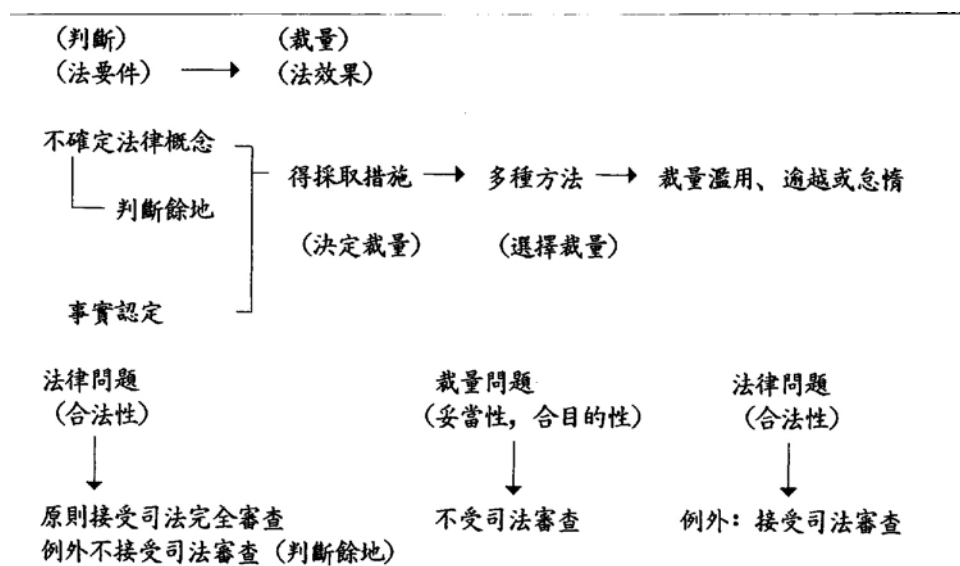 (判斷) (裁量)
(法要件) (法效果)
不確定法律概念
得採取措施 多種方法 裁量濫用、逾越或怠惰
判斷餘地
(決定裁量) (選擇裁量)
事實認定
法律問題 裁量問題 法律問題
(合法性) (妥當性,合目的性) (合法性)
原則接受司法完全審查 不受司法審查 例外:接受司法審查
例外不接受司法審查(判斷餘地)